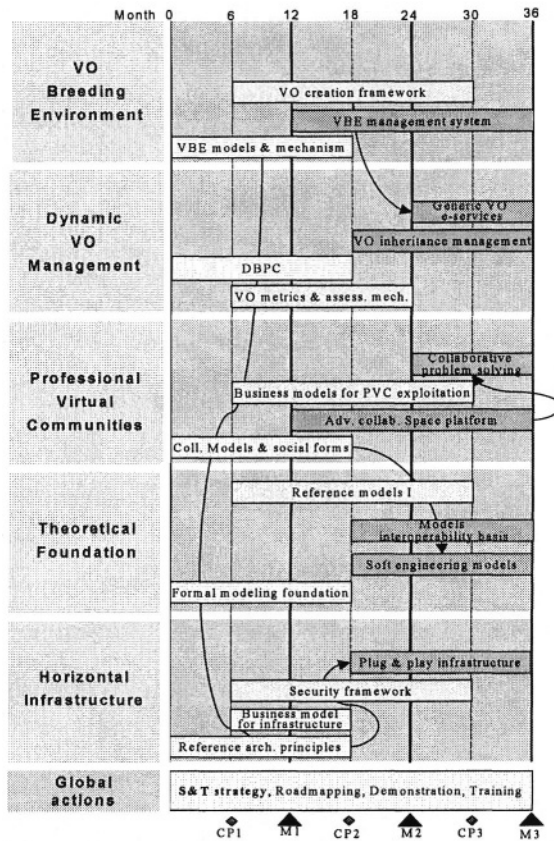 Month 0 6 12 18 24 30 36
VO
Breeding
Environment
VO creation framework
VBE management system
VBE models & mechanism
Dynamic
VO
Management
Generic VO
e-services
VO inheritance management
DBPC
VO metrics & assess. mech.
Professional
Virtual
Communities
Collaborative
problem solving
Business models for PVC exploitation
Adv. collab. Space platform
Coll. Models & social forms
Theoretical
Foundation
Reference models I
Models
interoperability basis
Soft engineering models
Formal modeling foundation
Horizontal
Infrastructure
Plug & play infrastructure
Security framework
Business model
for infrastructure
Reference arch. principles
Global
actions
S&T strategy, Roadmapping, Demonstration, Training
CP1 M1 CP2 M2 CP3 M3